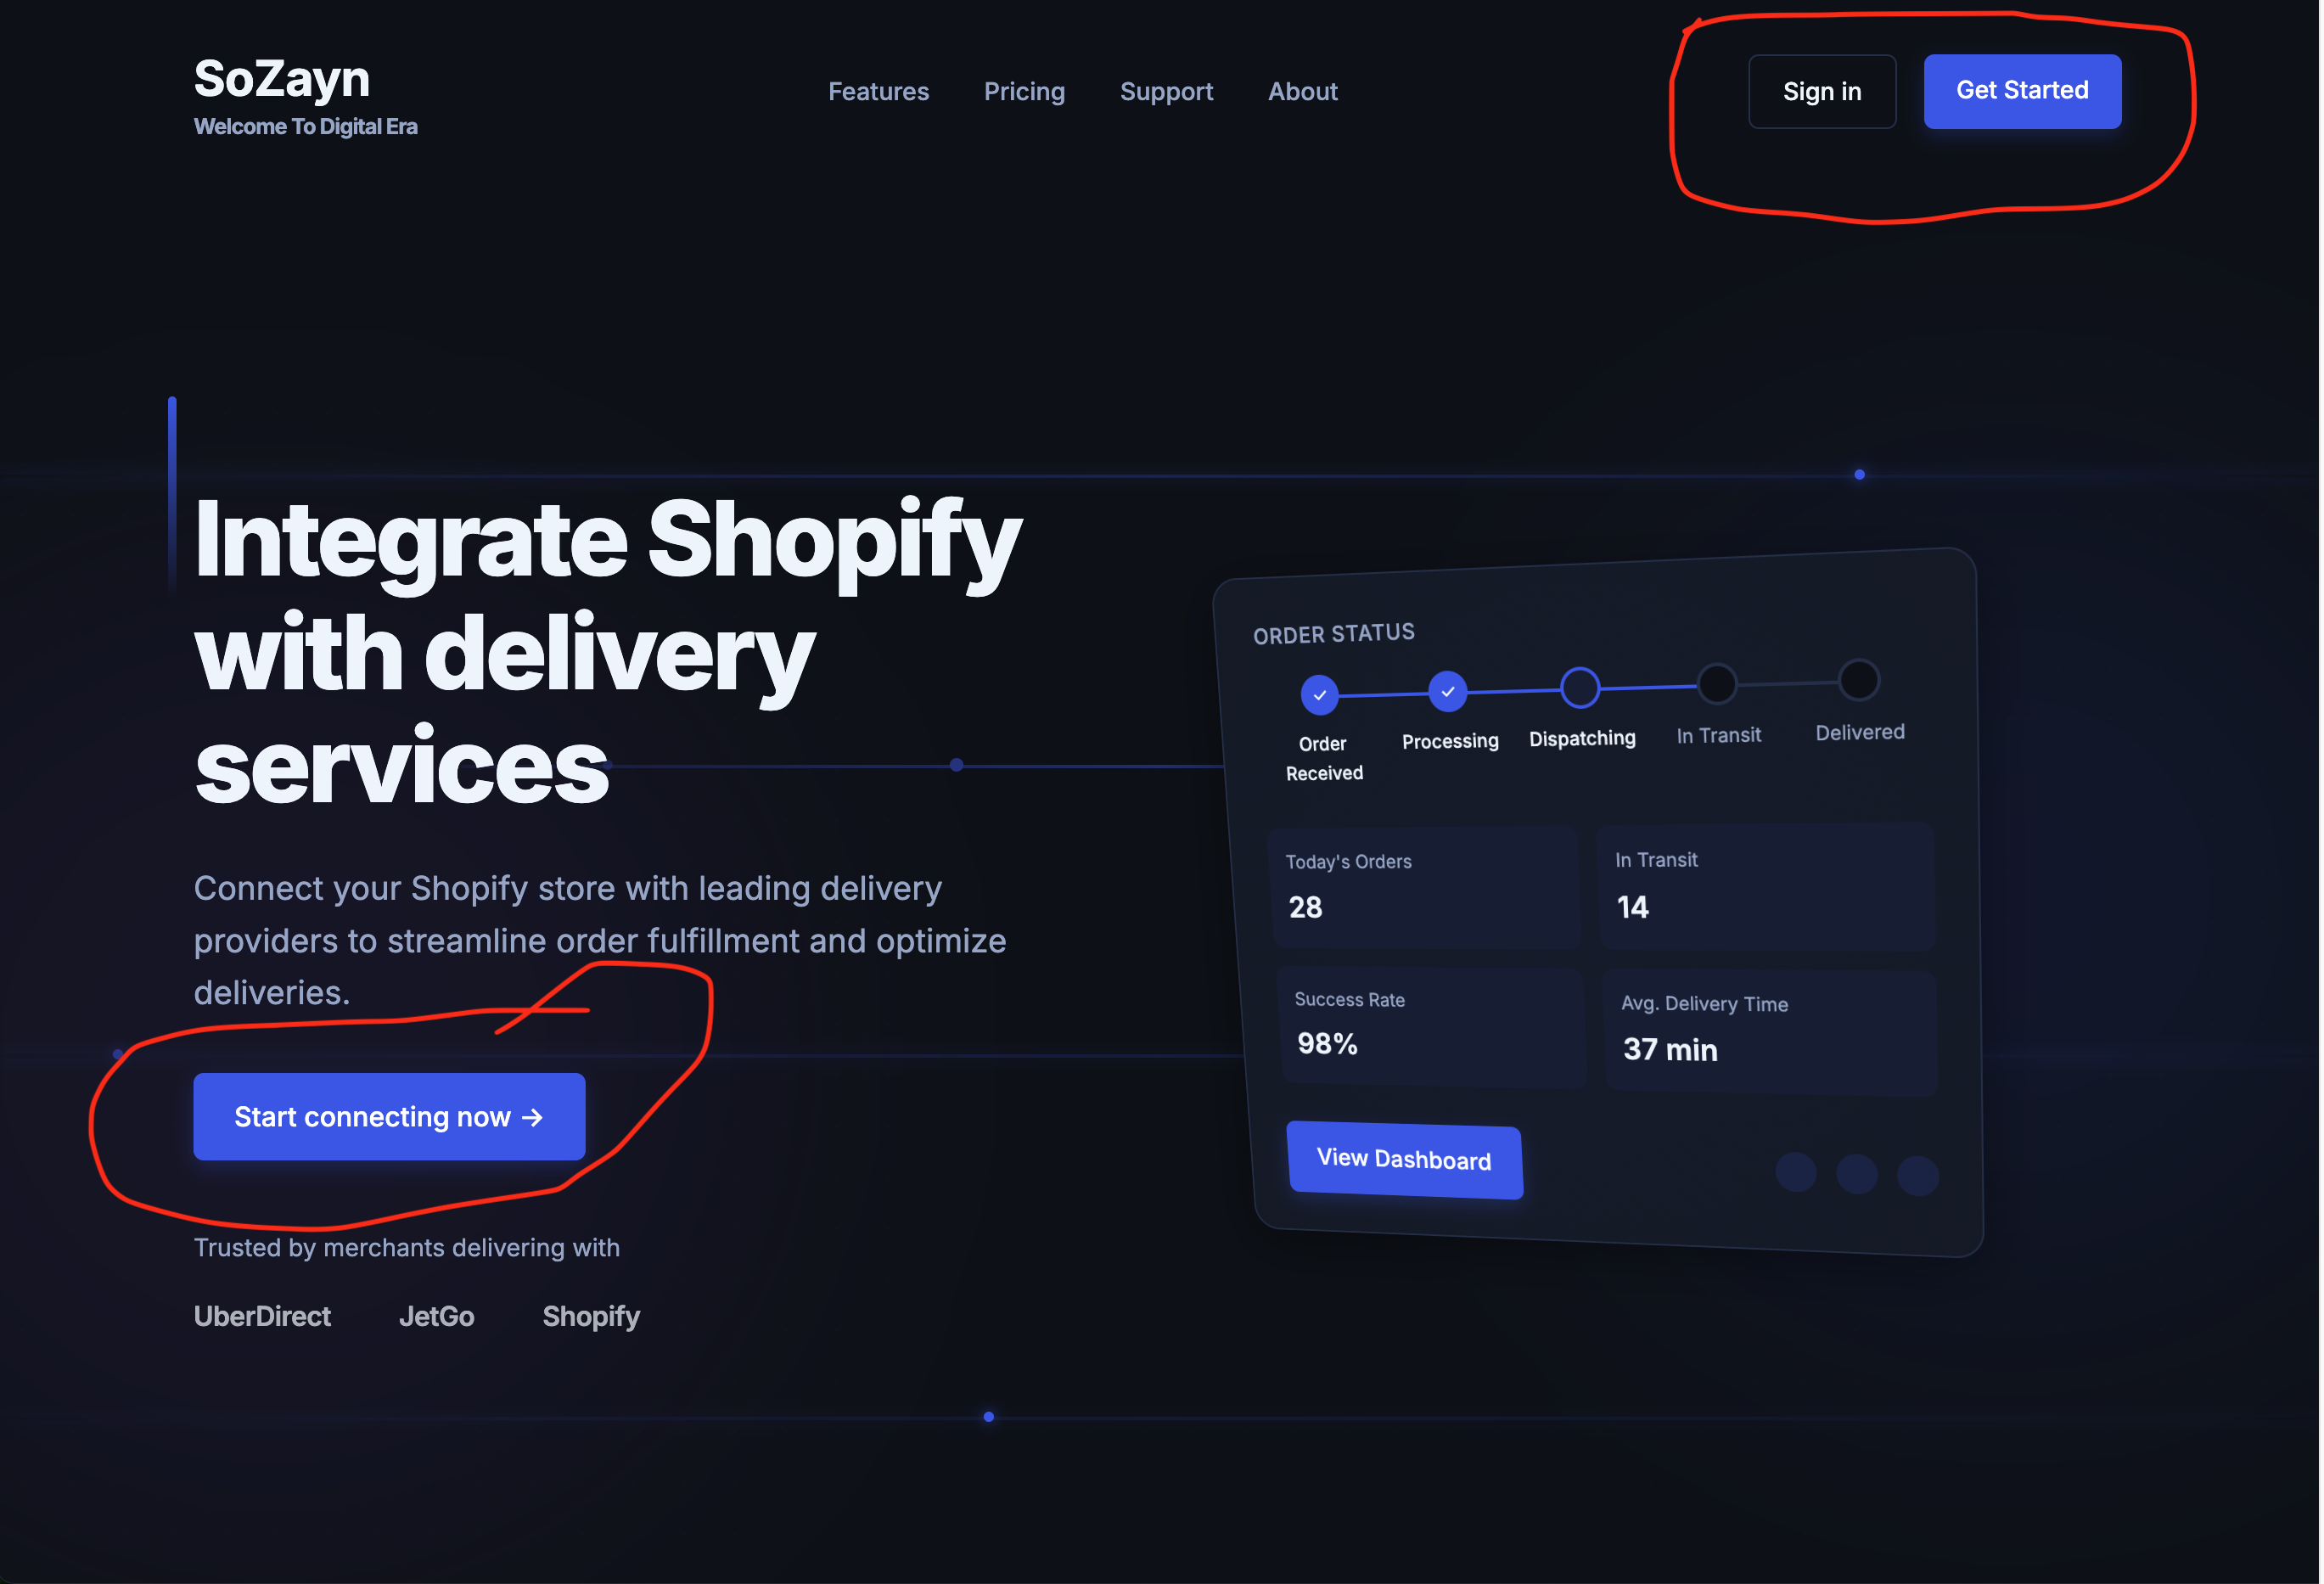 SoZayn
Welcome To Digital Era
Features
Pricing
Support
About
Sign in
Get Started
Integrate Shopify
with delivery
services
Connect your Shopify store with leading delivery
providers to streamline order fulfillment and optimize
deliveries.
Start connecting now →
Trusted by merchants delivering with
UberDirect
JetGo
Shopify
ORDER STATUS
Order
Received
Processing
Dispatching
In Transit
Delivered
Today's Orders
28
In Transit
14
Success Rate
98%
Avg. Delivery Time
37 min
View Dashboard